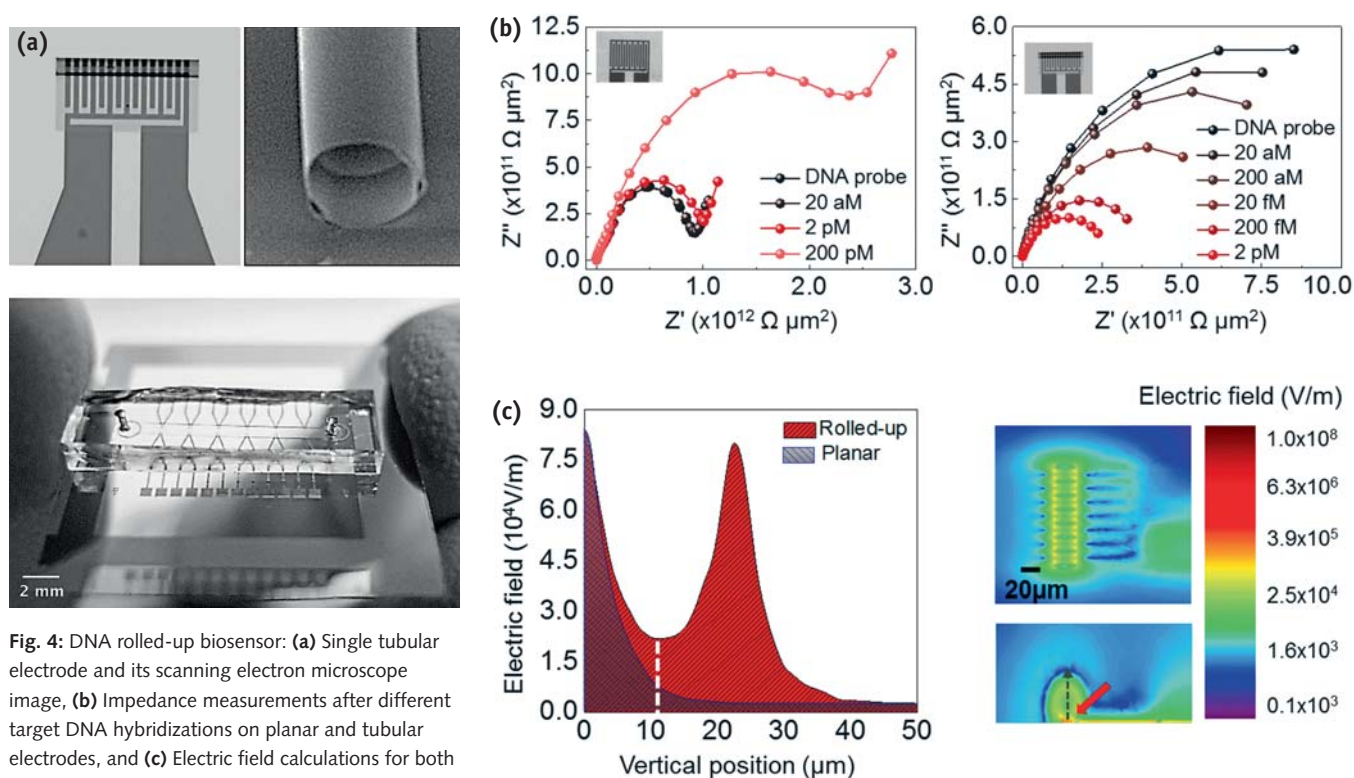 (a)
2 mm
Fig. 4: DNA rolled-up biosensor: (a) Single tubular
electrode and its scanning electron microscope
image, (b) Impedance measurements after different
target DNA hybridizations on planar and tubular
electrodes, and (c) Electric field calculations for both
(b)
Z'' (x10¹¹ Ω μm²)
12.5
10.0
7.5
5.0
2.5
0.0
DNA probe
20 aM
2 pM
200 pM
0.0
1.0
2.0
3.0
Z' (x10¹² Ω μm²)
Z'' (x10¹¹ Ω μm²)
6.0
4.5
3.0
1.5
0.0
DNA probe
20 aM
200 aM
20 fM
200 fM
2 pM
0.0
2.5
5.0
7.5
10.0
Z' (x10¹¹ Ω μm²)
(c)
Electric field (10⁴V/m)
9.0
7.5
6.0
4.5
3.0
1.5
0.0
Rolled-up
Planar
0
10
20
30
40
50
Vertical position (μm)
Electric field (V/m)
20μm
1.0x10⁸
6.3x10⁶
3.9x10⁵
2.5x10⁴
1.6x10³
0.1x10³